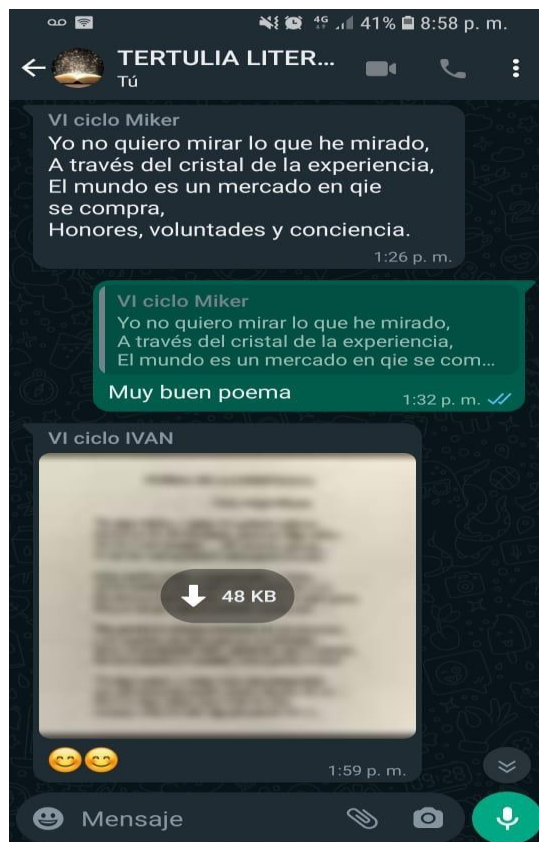 4G 41% 8:58 p. m.
TERTULIA LITER...
Tú
VI ciclo Miker
Yo no quiero mirar lo que he mirado,
A través del cristal de la experiencia,
El mundo es un mercado en qie
se compra,
Honores, voluntades y conciencia.
1:26 p. m.
VI ciclo Miker
Yo no quiero mirar lo que he mirado,
A través del cristal de la experiencia,
El mundo es un mercado en qie se com...
Muy buen poema
1:32 p. m.
VI ciclo IVAN
48 KB
1:59 p. m.
Mensaje